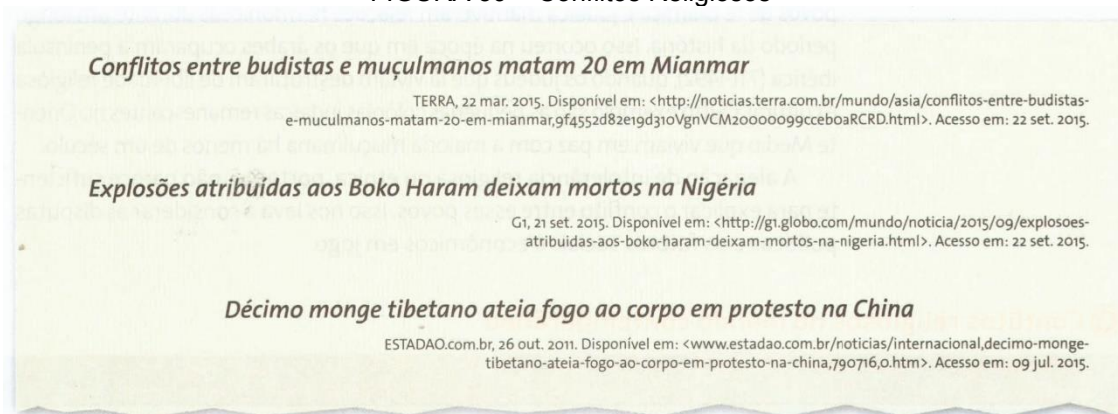 Conflitos entre budistas e muçulmanos matam 20 em Mianmar
TERRA, 22 mar. 2015. Disponível em: <http://noticias.terra.com.br/mundo/asia/conflitos-entre-budistas-
e-muculmanos-matam-20-em-mianmar,9f4552d82e19d310VgnVCM20000099cceb0aRCRD.html>. Acesso em: 22 set. 2015.
Explosões atribuídas aos Boko Haram deixam mortos na Nigéria
G1, 21 set. 2015. Disponível em: <http://g1.globo.com/mundo/noticia/2015/09/explosoes-
atribuidas-aos-boko-haram-deixam-mortos-na-nigeria.html>. Acesso em: 22 set. 2015.
Décimo monge tibetano ateia fogo ao corpo em protesto na China
ESTADAO.com.br, 26 out. 2011. Disponível em: <www.estadao.com.br/noticias/internacional,decimo-monge-
tibetano-ateia-fogo-ao-corpo-em-protesto-na-china,790716,0.htm>. Acesso em: 09 jul. 2015.